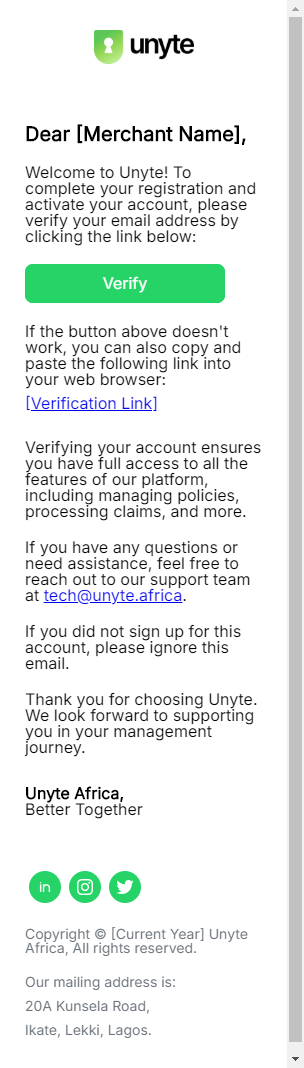 unyte
Dear [Merchant Name],
Welcome to Unyte! To
complete your registration and
activate your account, please
verify your email address by
clicking the link below:
Verify
If the button above doesn't
work, you can also copy and
paste the following link into
your web browser:
[Verification Link]
Verifying your account ensures
you have full access to all the
features of our platform,
including managing policies,
processing claims, and more.
If you have any questions or
need assistance, feel free to
reach out to our support team
at tech@unyte.africa.
If you did not sign up for this
account, please ignore this
email.
Thank you for choosing Unyte.
We look forward to supporting
you in your management
journey.
Unyte Africa,
Better Together
in
Copyright © [Current Year] Unyte
Africa, All rights reserved.
Our mailing address is:
20A Kunsela Road,
Ikate, Lekki, Lagos.